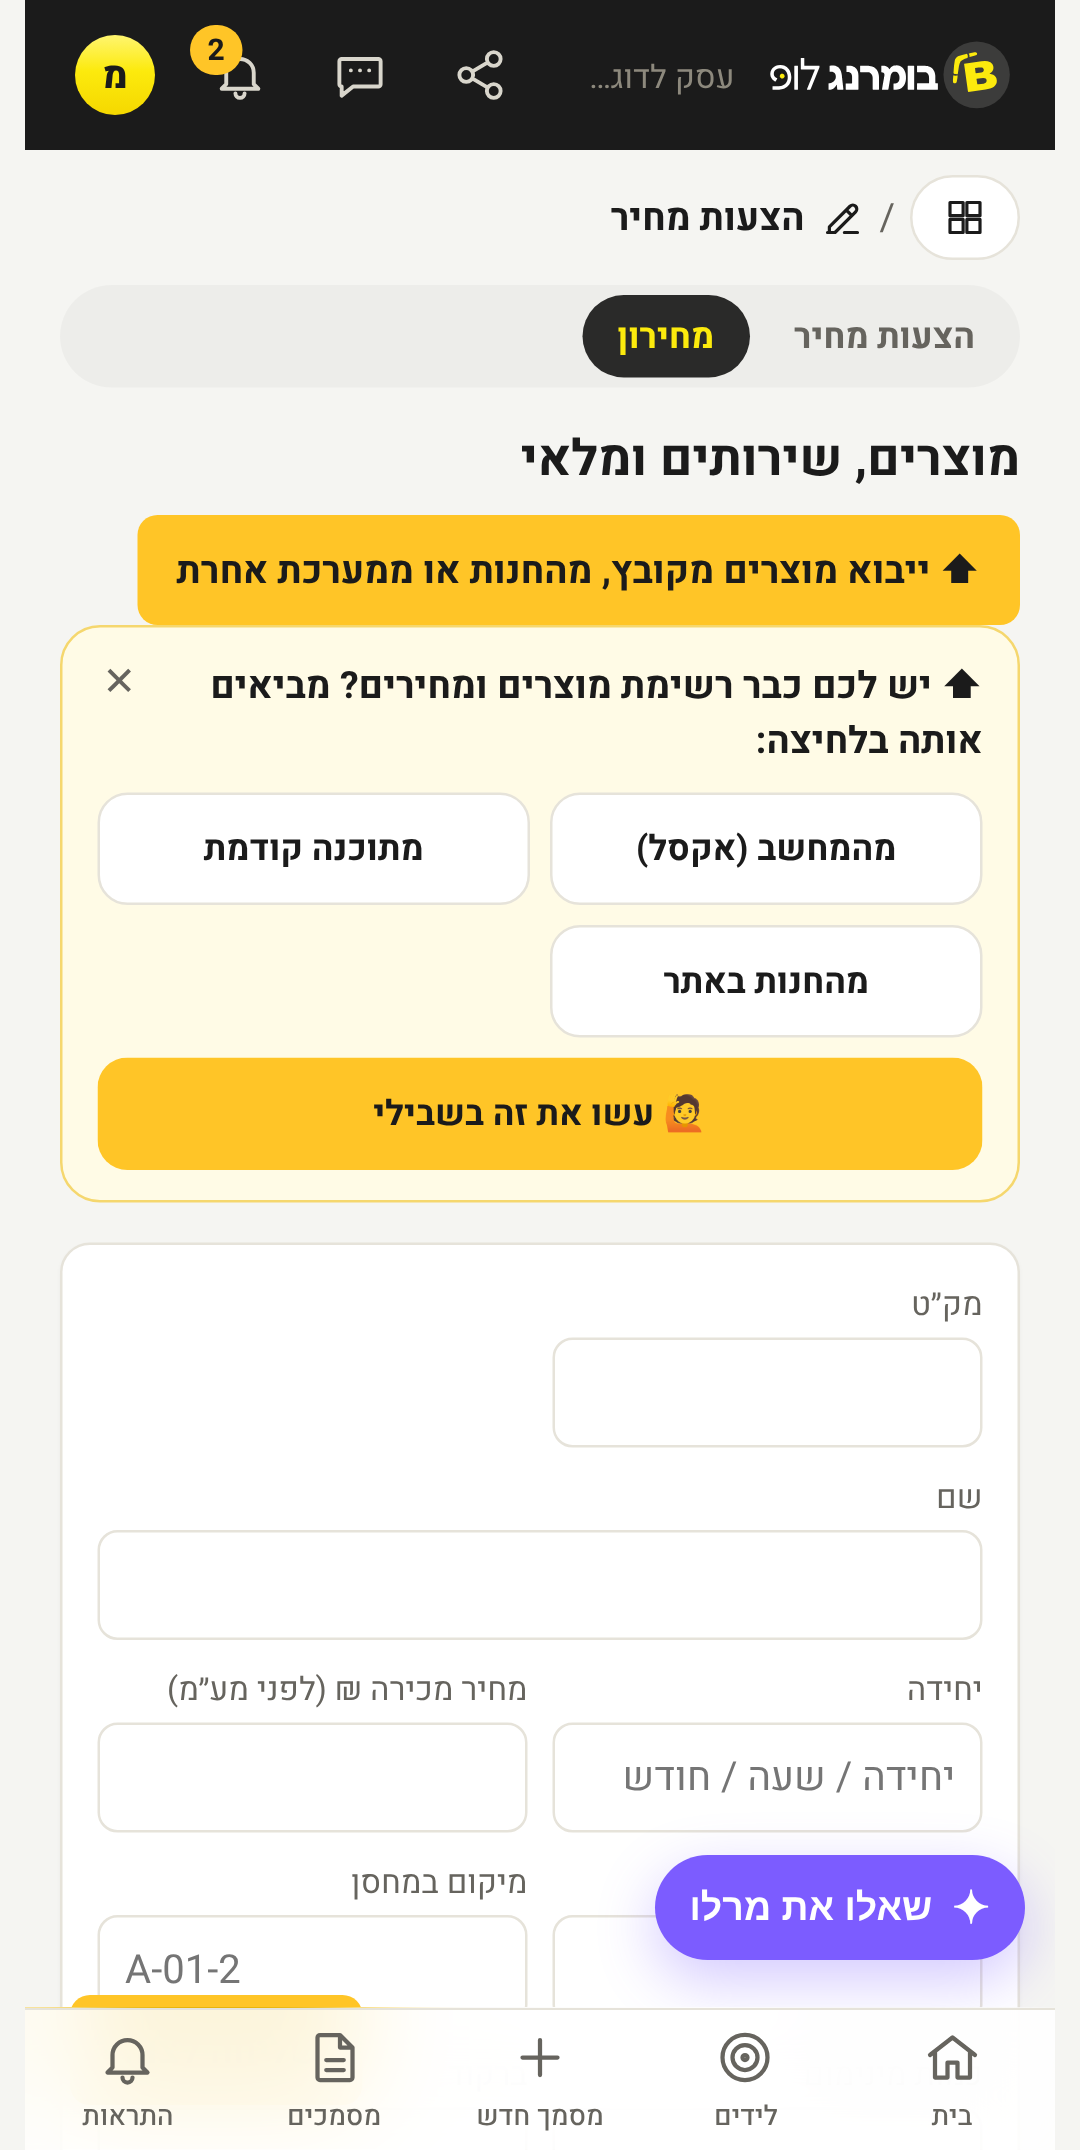 בומרנג לופ
עסק לדוג...
2
מ
/ הצעות מחיר
הצעות מחיר
מחירון
מוצרים, שירותים ומלאי
ייבוא מוצרים מקובץ, מהחנות או ממערכת אחרת
יש לכם כבר רשימת מוצרים ומחירים? מביאים
אותה בלחיצה:
מהמחשב (אקסל)
מתוכנה קודמת
מהחנות באתר
🙋 עשו את זה בשבילי
מק״ט
שם
יחידה
מחיר מכירה ₪ (לפני מע״מ)
יחידה / שעה / חודש
מיקום במחסן
שאלו את מרלו
A-01-2
בית
לידים
מסמך חדש
מסמכים
התראות